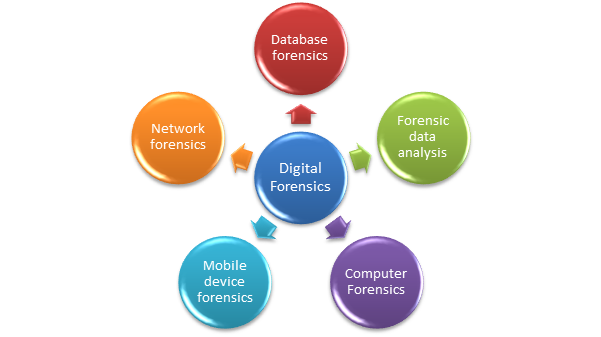 Database
forensics
Network
forensics
Forensic
data
analysis
Digital
Forensics
Mobile
device
forensics
Computer
Forensics